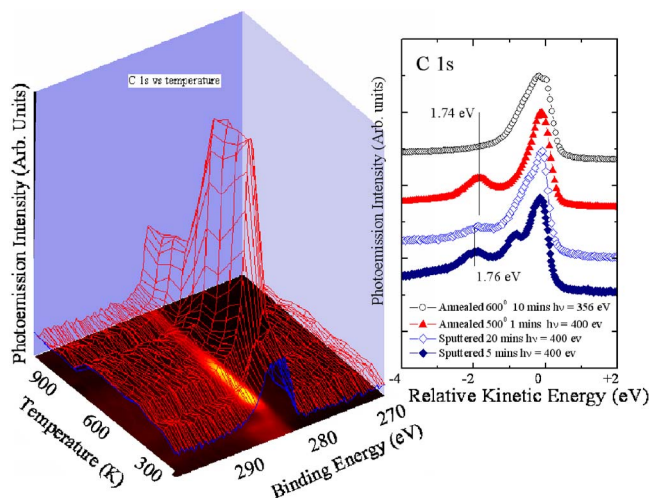 C 1s vs temperature
Photoemission Intensity (Arb. Units)
900
600
300
Temperature (K)
290
280
270
Binding Energy (eV)
C 1s
1.74 eV
1.76 eV
Photoemission Intensity (Arb. units)
Annealed 600⁰ 10 mins hν = 356 eV
Annealed 500⁰ 1 mins hν = 400 ev
Sputtered 20 mins hν = 400 ev
Sputtered 5 mins hν = 400 ev
-4 -2 0 +2
Relative Kinetic Energy (eV)